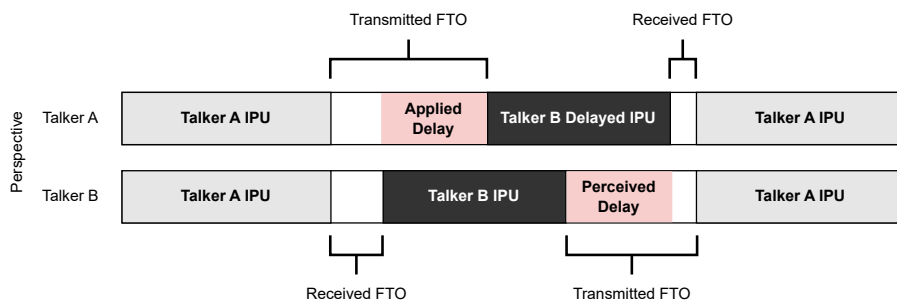 Transmitted FTO
Received FTO
Perspective
Talker A
Talker A IPU
Applied
Delay
Talker B Delayed IPU
Talker A IPU
Talker B
Talker A IPU
Talker B IPU
Perceived
Delay
Talker A IPU
Received FTO
Transmitted FTO